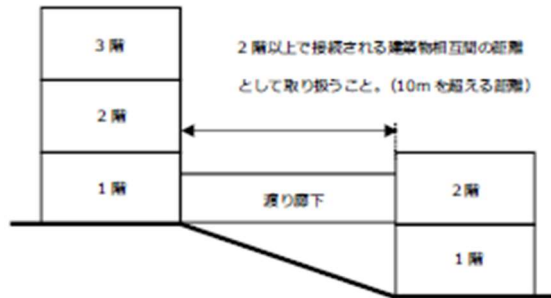 3階
2階以上で接続される建築物相互間の距離
として取り扱うこと。(10mを超える距離)
2階
1階
渡り廊下
2階
1階